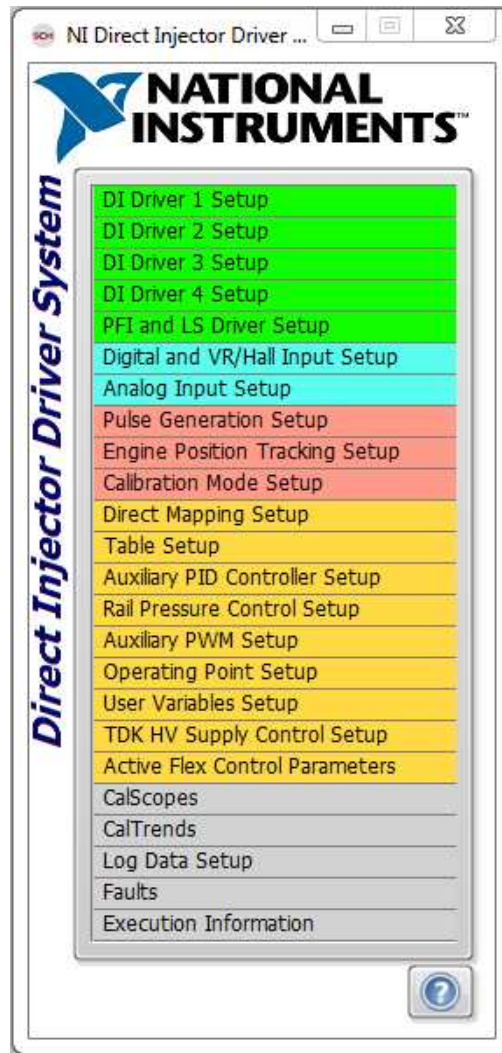 NI Direct Injector Driver ...
NATIONAL
INSTRUMENTS™
Direct Injector Driver System
DI Driver 1 Setup
DI Driver 2 Setup
DI Driver 3 Setup
DI Driver 4 Setup
PFI and LS Driver Setup
Digital and VR/Hall Input Setup
Analog Input Setup
Pulse Generation Setup
Engine Position Tracking Setup
Calibration Mode Setup
Direct Mapping Setup
Table Setup
Auxiliary PID Controller Setup
Rail Pressure Control Setup
Auxiliary PWM Setup
Operating Point Setup
User Variables Setup
TDK HV Supply Control Setup
Active Flex Control Parameters
CalScopes
CalTrends
Log Data Setup
Faults
Execution Information
?